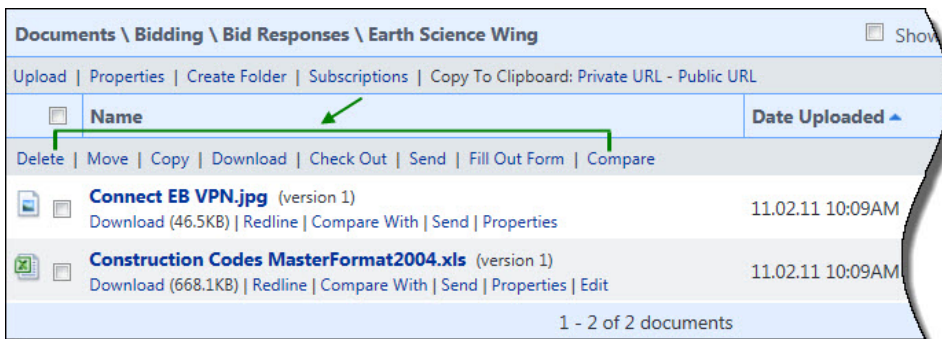 Documents \ Bidding \ Bid Responses \ Earth Science Wing Show
Upload | Properties | Create Folder | Subscriptions | Copy To Clipboard: Private URL - Public URL
Name Date Uploaded
Delete | Move | Copy | Download | Check Out | Send | Fill Out Form | Compare
Connect EB VPN.jpg (version 1)
Download (46.5KB) | Redline | Compare With | Send | Properties
11.02.11 10:09AM
Construction Codes MasterFormat2004.xls (version 1)
Download (668.1KB) | Redline | Compare With | Send | Properties | Edit
11.02.11 10:09AM
1 - 2 of 2 documents